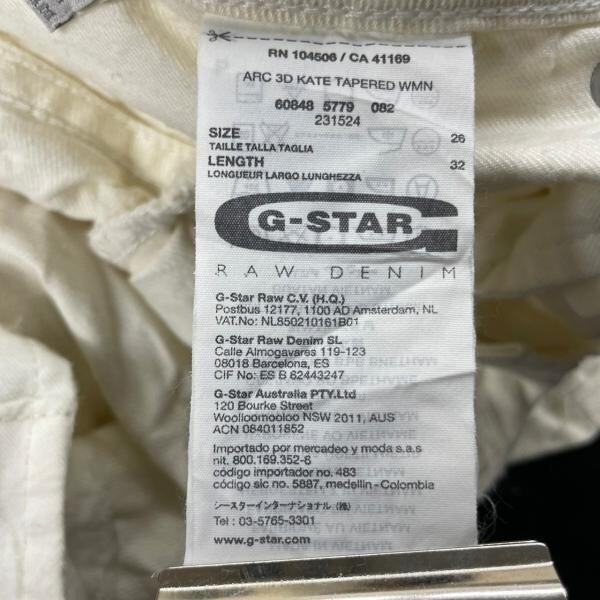 RN 104506 / CA 41169
ARC 3D KATE TAPERED WMN
60848 5779 082
231524
SIZE 26
TAILLE TALLA TAGLIA
LENGTH 32
LONGUEUR LARGO LUNGHEZZA
G-STAR
RAW DENIM
G-Star Raw C.V. (H.Q.)
Postbus 12177, 1100 AD Amsterdam, NL
VAT.No: NL850210161B01
G-Star Raw Denim SL
Calle Almogavares 119-123
08018 Barcelona, ES
CIF No: ES B 62443247
G-Star Australia PTY.Ltd
120 Bourke Street
Woolloomooloo NSW 2011, AUS
ACN 084011852
Importado por mercadeo y moda s.a.s
nit. 800.169.352-6
código importador no. 483
código sic no. 5887, medellin - Colombia
シースターインターナショナル (株)
Tel : 03-5765-3301
www.g-star.com